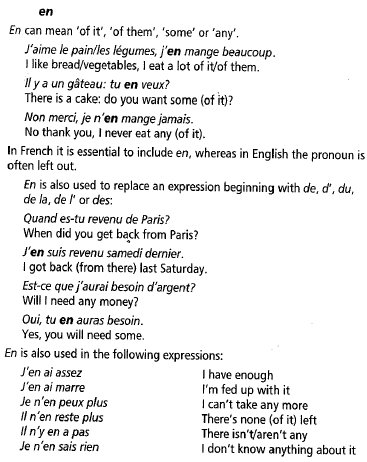 en
En can mean 'of it', 'of them', 'some' or 'any'.
J'aime le pain/les légumes, j'en mange beaucoup.
I like bread/vegetables, I eat a lot of it/of them.
Il y a un gâteau: tu en veux?
There is a cake: do you want some (of it)?
Non merci, je n'en mange jamais.
No thank you, I never eat any (of it).
In French it is essential to include en, whereas in English the pronoun is
often left out.
En is also used to replace an expression beginning with de, d', du,
de la, de l' or des:
Quand es-tu revenu de Paris?
When did you get back from Paris?
J'en suis revenu samedi dernier.
I got back (from there) last Saturday.
Est-ce que j'aurai besoin d'argent?
Will I need any money?
Oui, tu en auras besoin.
Yes, you will need some.
En is also used in the following expressions:
J'en ai assez I have enough
J'en ai marre I'm fed up with it
Je n'en peux plus I can't take any more
Il n'en reste plus There's none (of it) left
Il n'y en a pas There isn't/aren't any
Je n'en sais rien I don't know anything about it